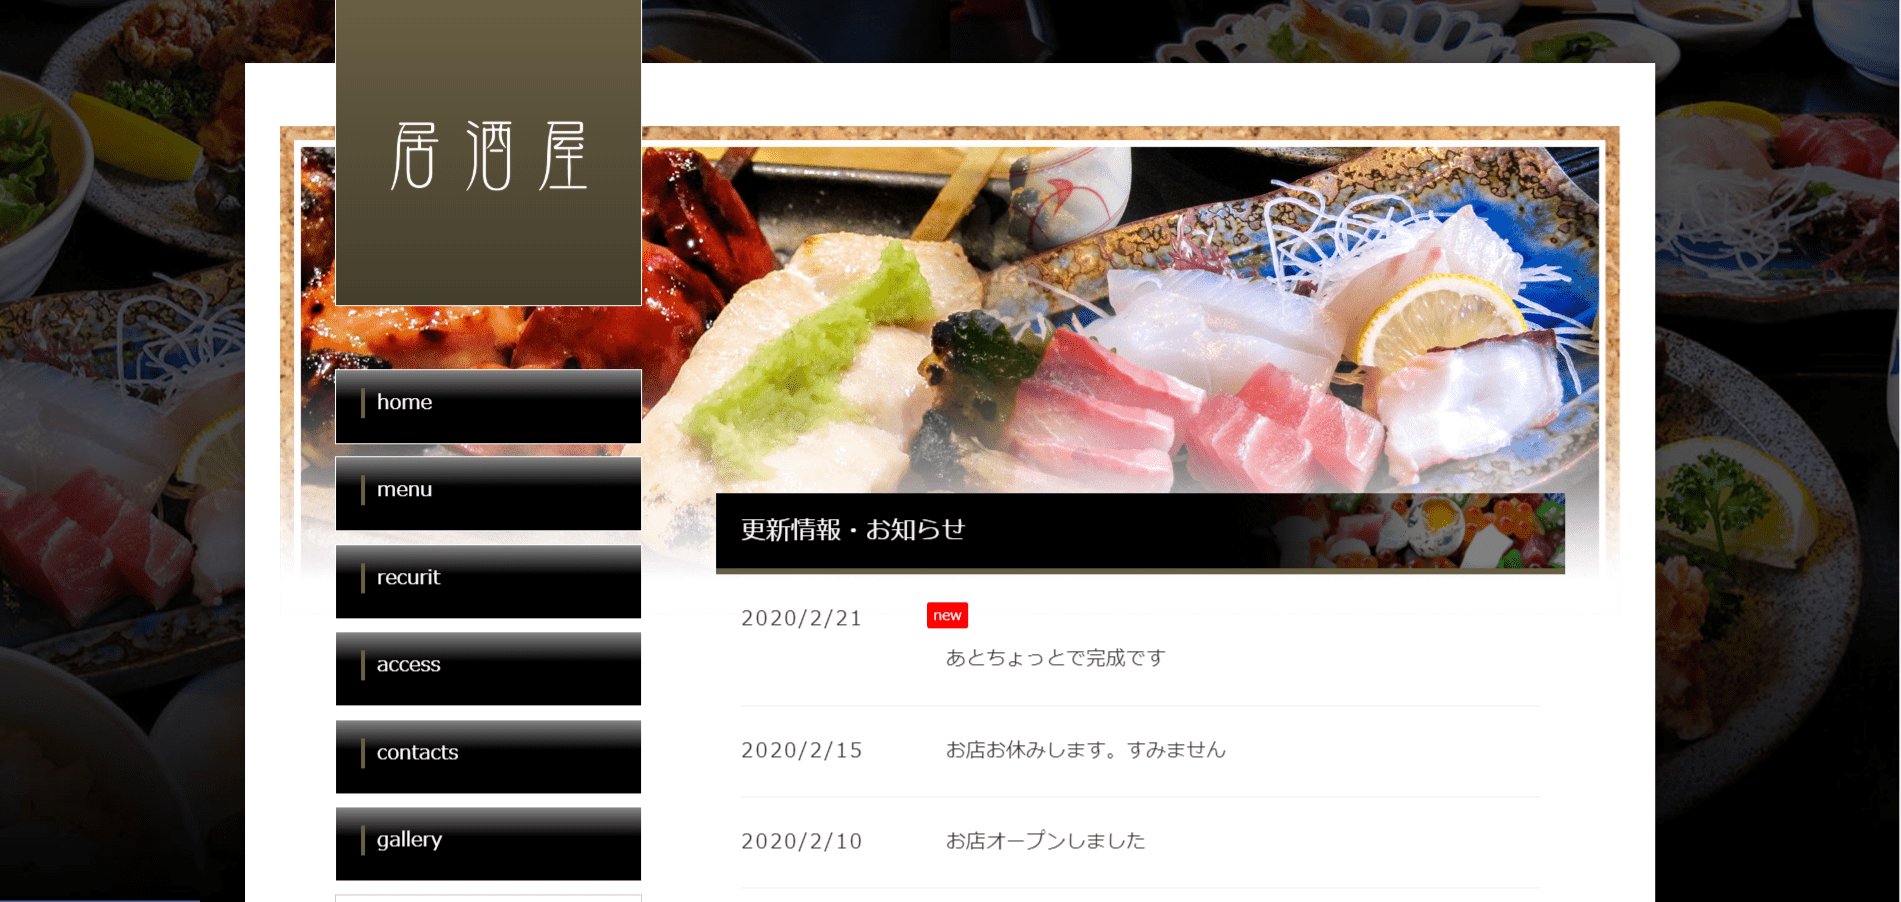 居酒屋
home
menu
recurit
access
contacts
gallery
更新情報・お知らせ
2020/2/21 new
あとちょっとで完成です
2020/2/15 お店お休みします。すみません
2020/2/10 お店オープンしました